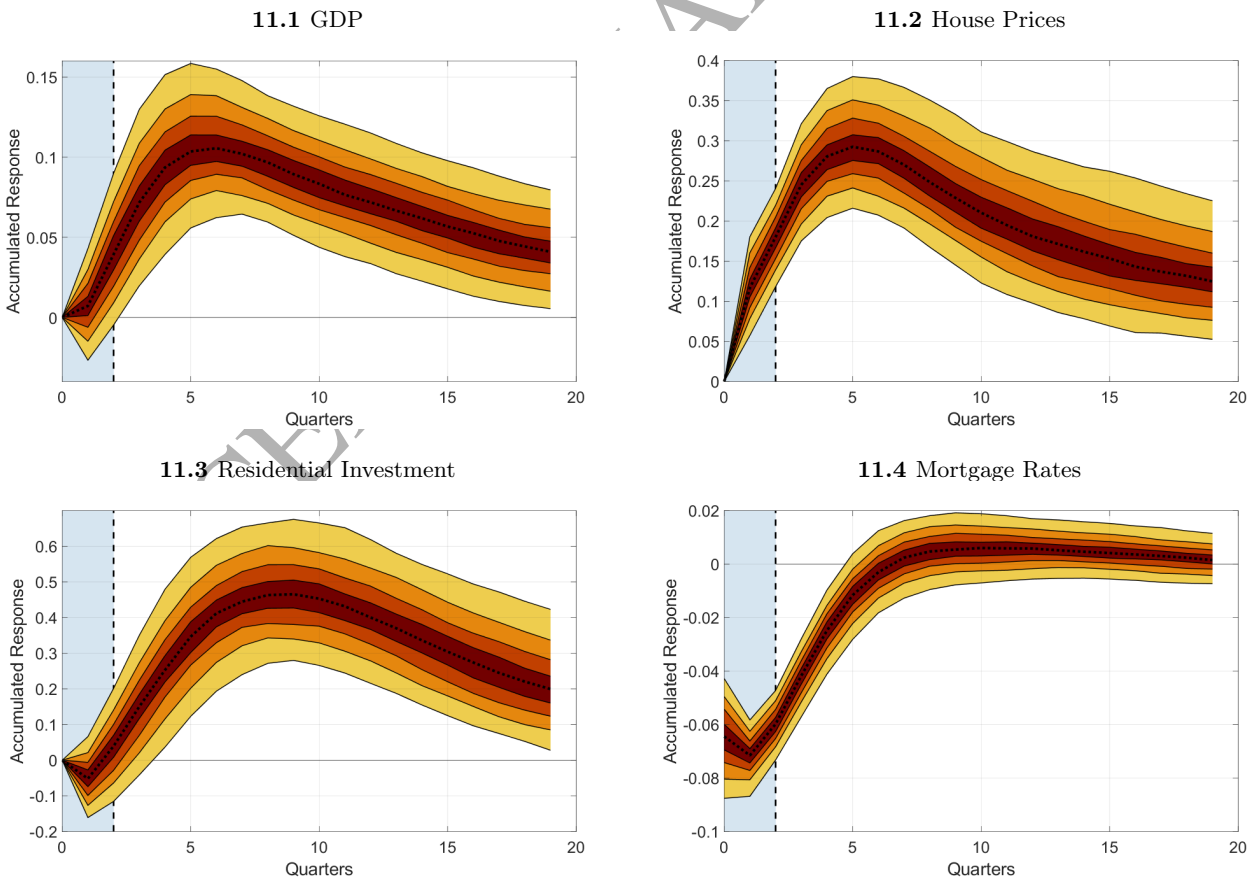 11.1 GDP
0.15
0.1
0.05
0
Accumulated Response
0 5 10 15 20
Quarters
11.2 House Prices
0.4
0.35
0.3
0.25
0.2
0.15
0.1
0.05
0
Accumulated Response
0 5 10 15 20
Quarters
11.3 Residential Investment
0.6
0.5
0.4
0.3
0.2
0.1
0
-0.1
-0.2
Accumulated Response
0 5 10 15 20
Quarters
11.4 Mortgage Rates
0.02
0
-0.02
-0.04
-0.06
-0.08
-0.1
Accumulated Response
0 5 10 15 20
Quarters